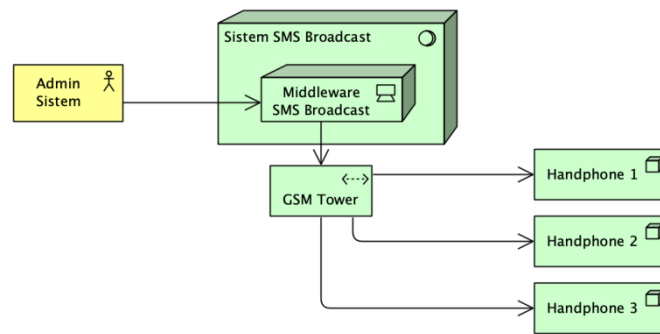 Sistem SMS Broadcast
Admin
Sistem
Middleware
SMS Broadcast
GSM Tower
Handphone 1
Handphone 2
Handphone 3